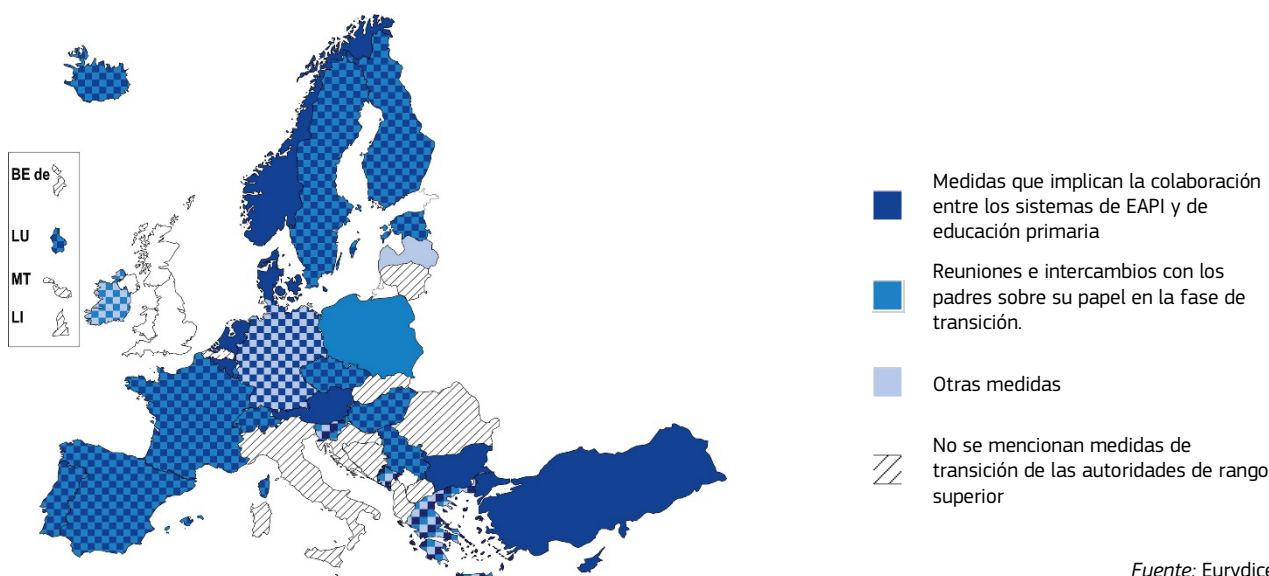 BE de
LU
MT
LI
Medidas que implican la colaboración
entre los sistemas de EAPI y de
educación primaria
Reuniones e intercambios con los
padres sobre su papel en la fase de
transición.
Otras medidas
No se mencionan medidas de
transición de las autoridades de rango
superior
Fuente: Eurydice